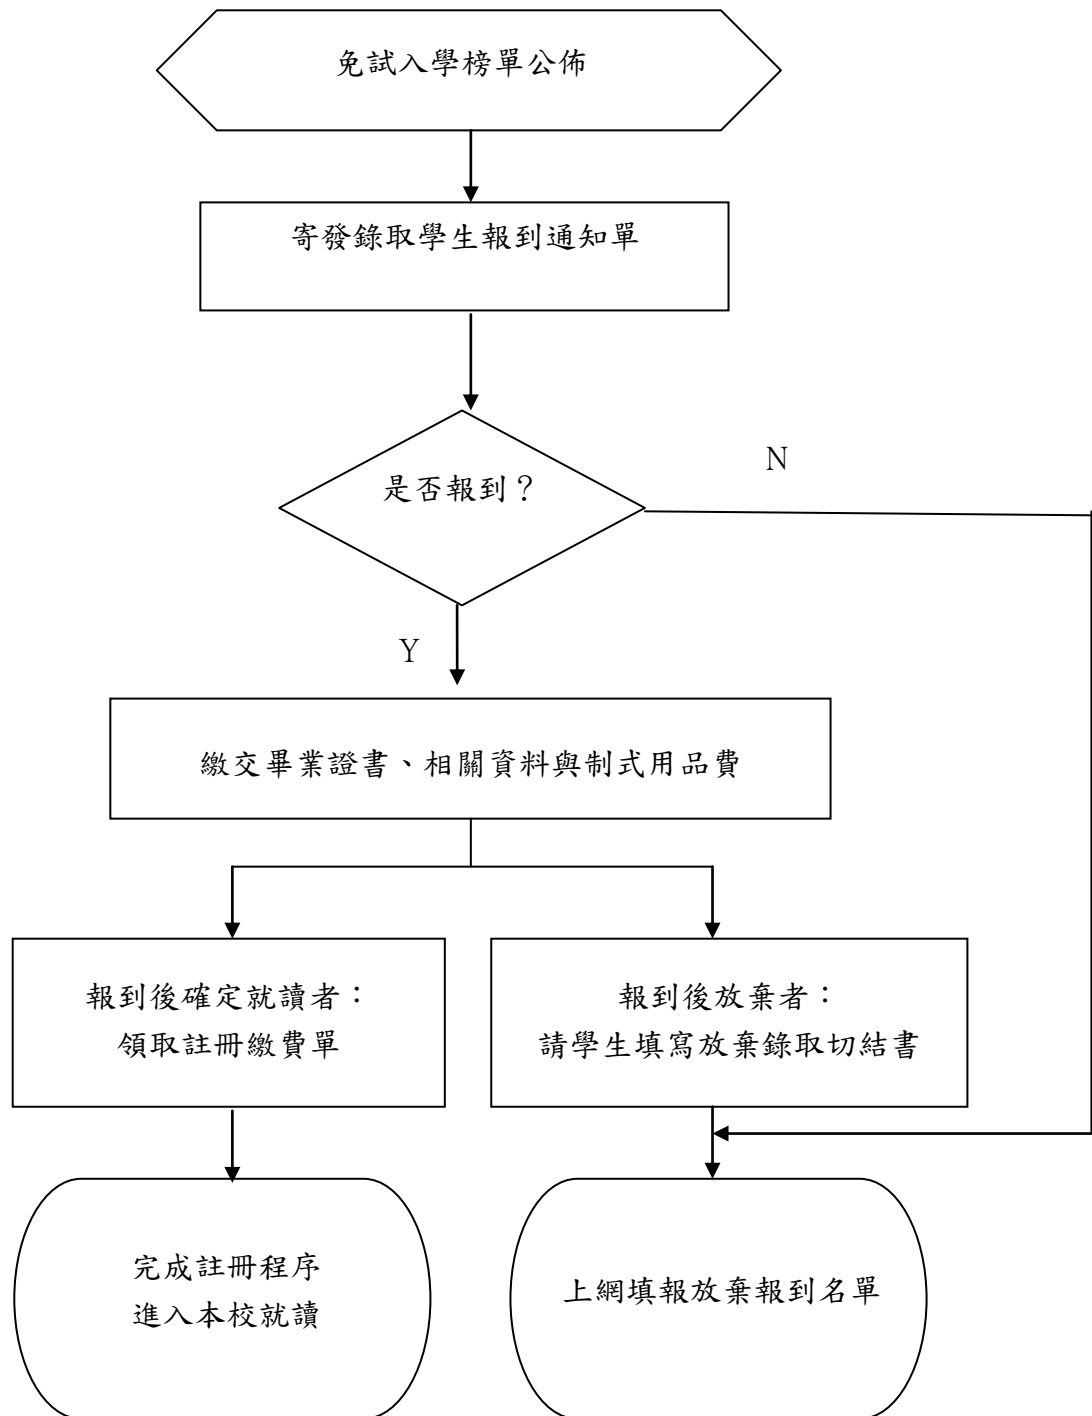 免試入學榜單公佈
寄發錄取學生報到通知單
是否報到？
N
Y
繳交畢業證書、相關資料與制式用品費
報到後確定就讀者：
領取註冊繳費單
報到後放棄者：
請學生填寫放棄錄取切結書
完成註冊程序
進入本校就讀
上網填報放棄報到名單